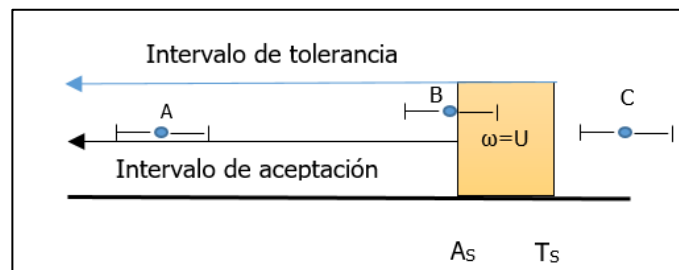 Intervalo de tolerancia
A
B
C
ω=U
Intervalo de aceptación
As Ts